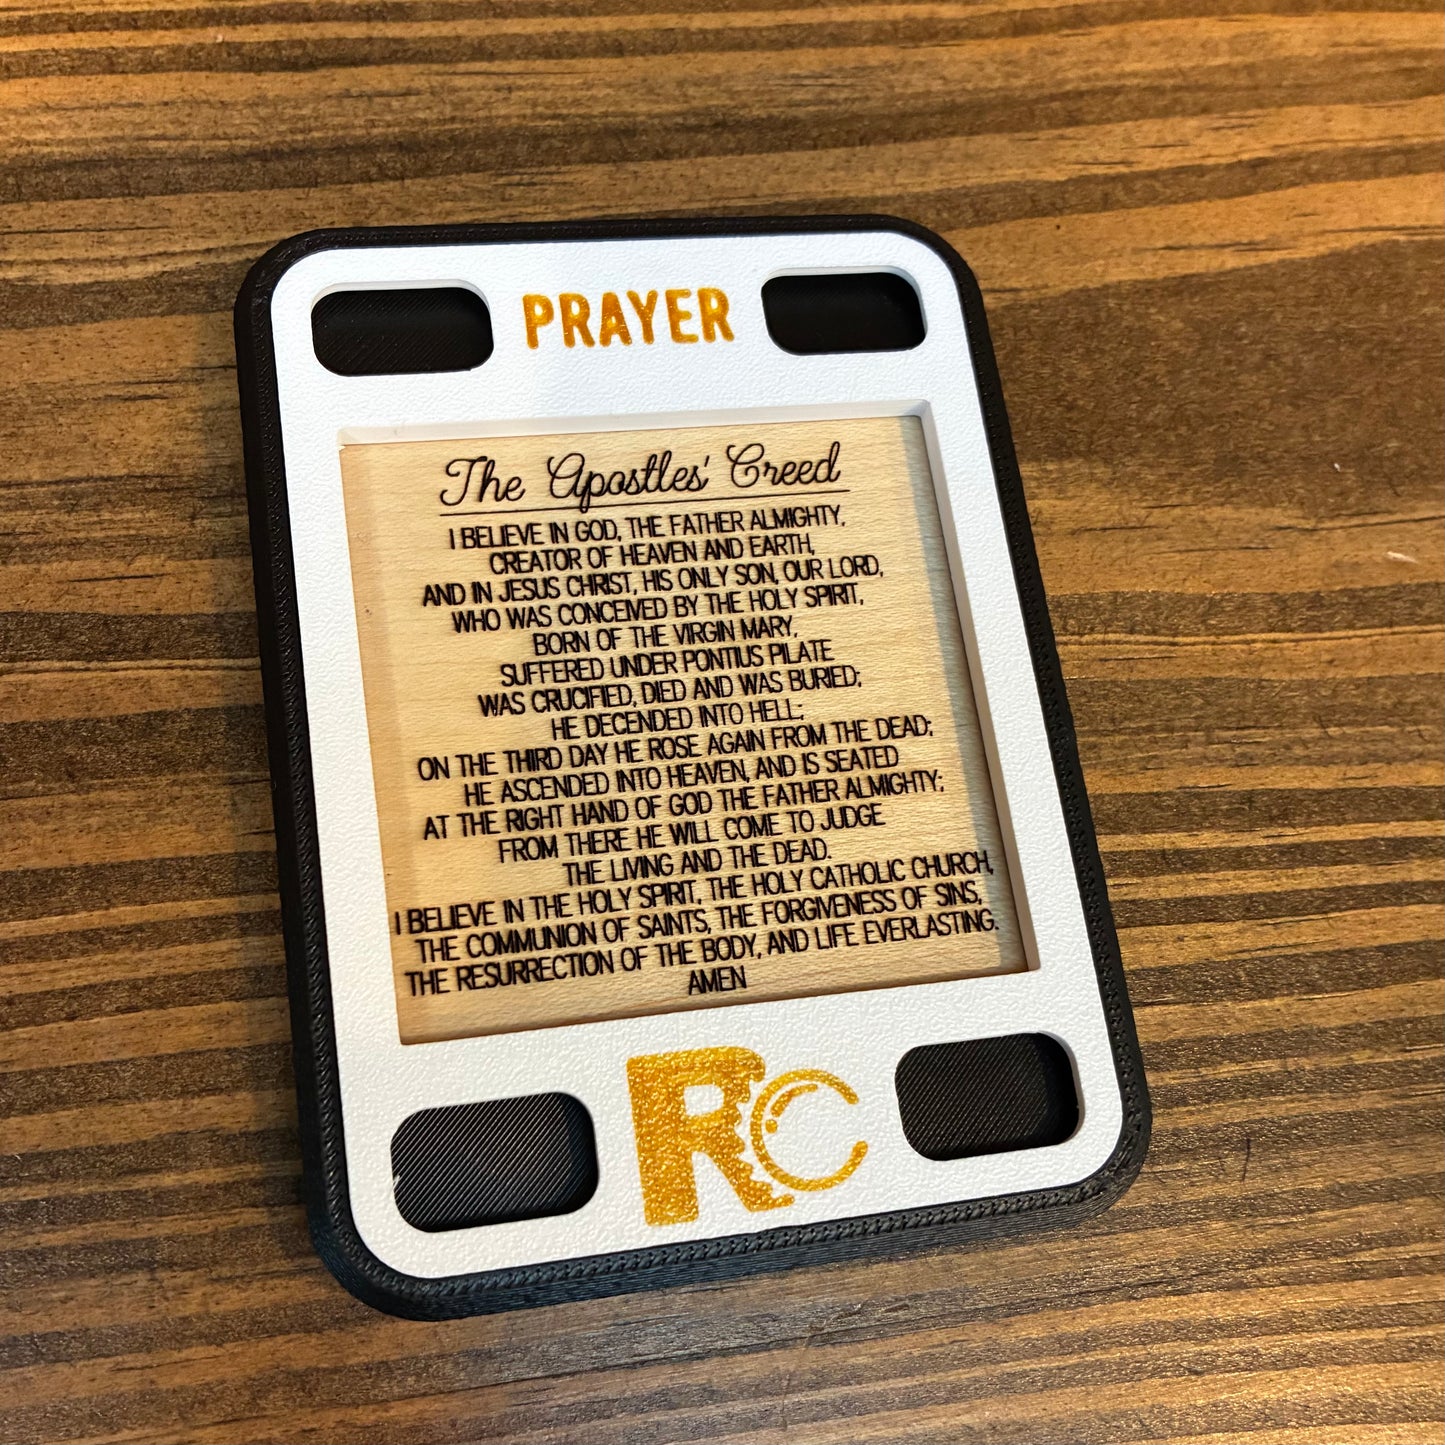 PRAYER
The Apostles' Creed
I BELIEVE IN GOD, THE FATHER ALMIGHTY,
CREATOR OF HEAVEN AND EARTH,
AND IN JESUS CHRIST, HIS ONLY SON, OUR LORD,
WHO WAS CONCEIVED BY THE HOLY SPIRIT,
BORN OF THE VIRGIN MARY,
SUFFERED UNDER PONTIUS PILATE
WAS CRUCIFIED, DIED AND WAS BURIED;
HE DECENDED INTO HELL;
ON THE THIRD DAY HE ROSE AGAIN FROM THE DEAD;
HE ASCENDED INTO HEAVEN, AND IS SEATED
AT THE RIGHT HAND OF GOD THE FATHER ALMIGHTY;
FROM THERE HE WILL COME TO JUDGE
THE LIVING AND THE DEAD.
I BELIEVE IN THE HOLY SPIRIT, THE HOLY CATHOLIC CHURCH,
THE COMMUNION OF SAINTS, THE FORGIVENESS OF SINS,
THE RESURRECTION OF THE BODY, AND LIFE EVERLASTING.
AMEN
RC